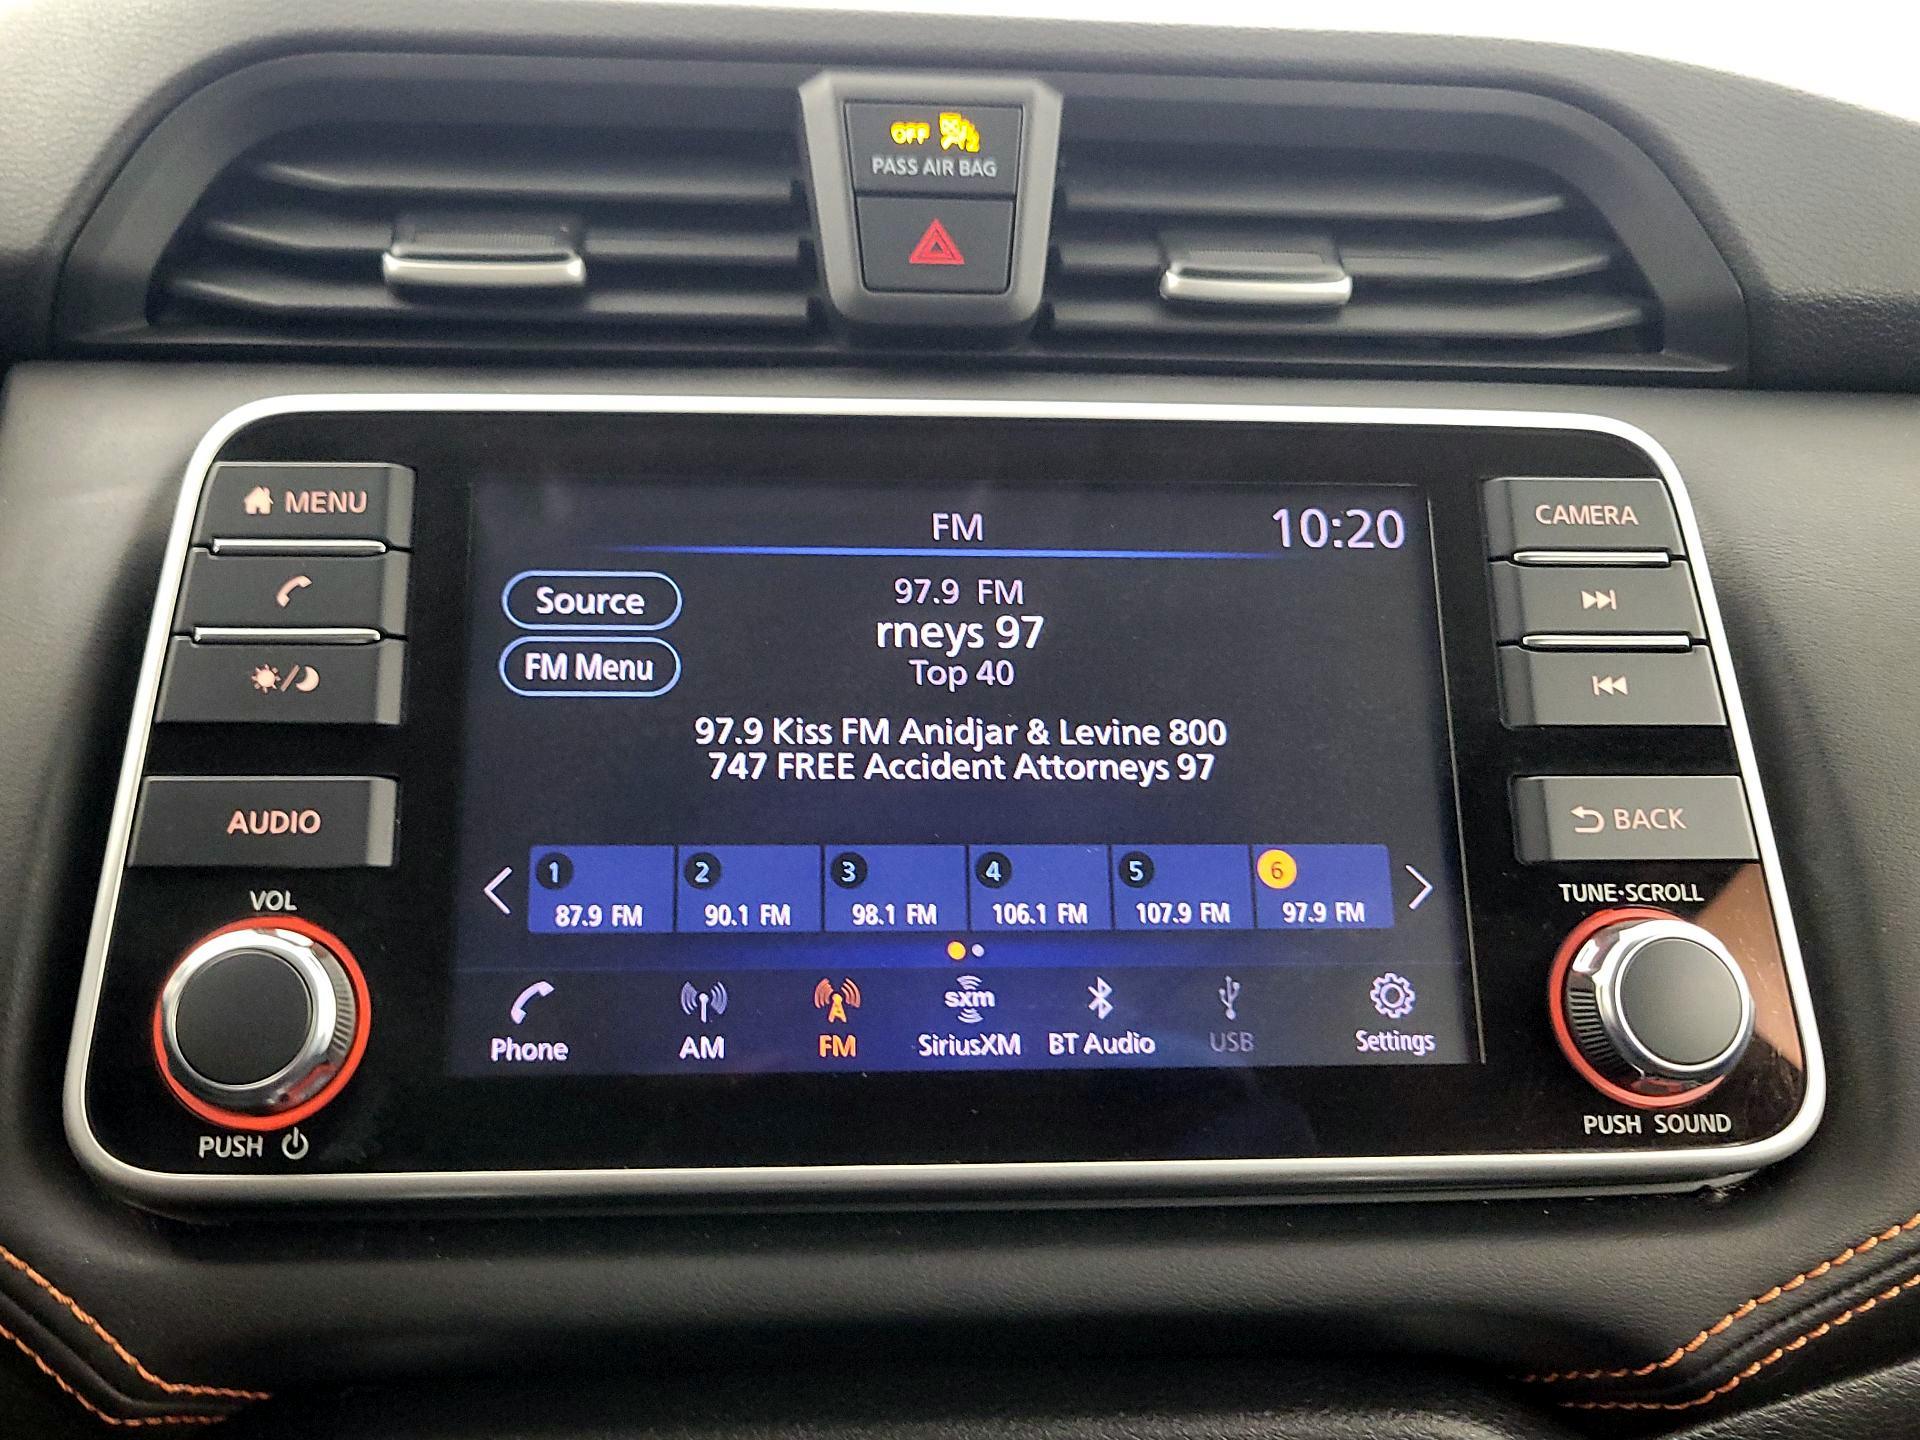 OFF
PASS AIR BAG
MENU
AUDIO
VOL
PUSH
FM
10:20
Source
FM Menu
97.9 FM
rneys 97
Top 40
97.9 Kiss FM Anidjar & Levine 800
747 FREE Accident Attorneys 97
1 2 3 4 5 6
87.9 FM 90.1 FM 98.1 FM 106.1 FM 107.9 FM 97.9 FM
sxm
Phone AM FM SiriusXM BT Audio USB Settings
CAMERA
BACK
TUNE·SCROLL
PUSH SOUND